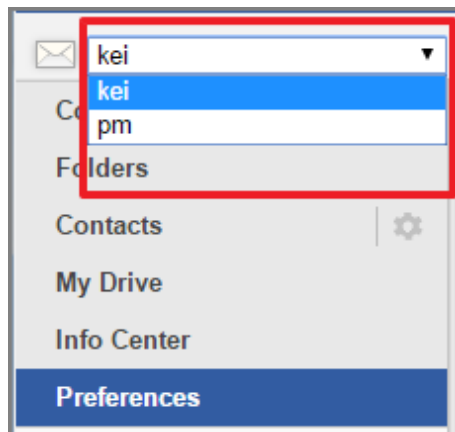 kei
kei
pm
Folders
Contacts
My Drive
Info Center
Preferences